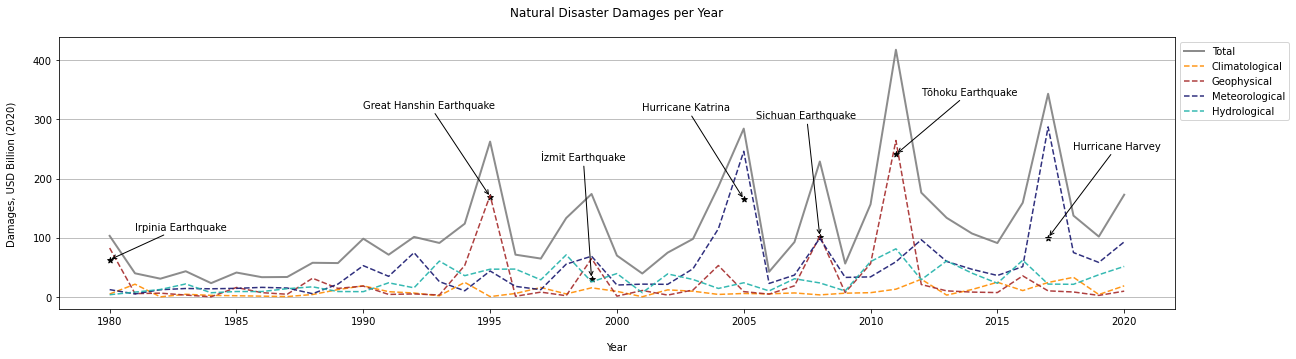 Natural Disaster Damages per Year
Damages, USD Billion (2020)
400
300
200
100
0
Irpinia Earthquake
Great Hanshin Earthquake
İzmit Earthquake
Hurricane Katrina
Sichuan Earthquake
Tōhoku Earthquake
Hurricane Harvey
Total
Climatological
Geophysical
Meteorological
Hydrological
1980 1985 1990 1995 2000 2005 2010 2015 2020
Year